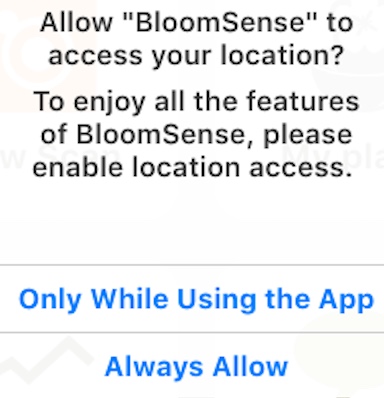 Allow "BloomSense" to
access your location?
To enjoy all the features
of BloomSense, please
enable location access.
Only While Using the App
Always Allow